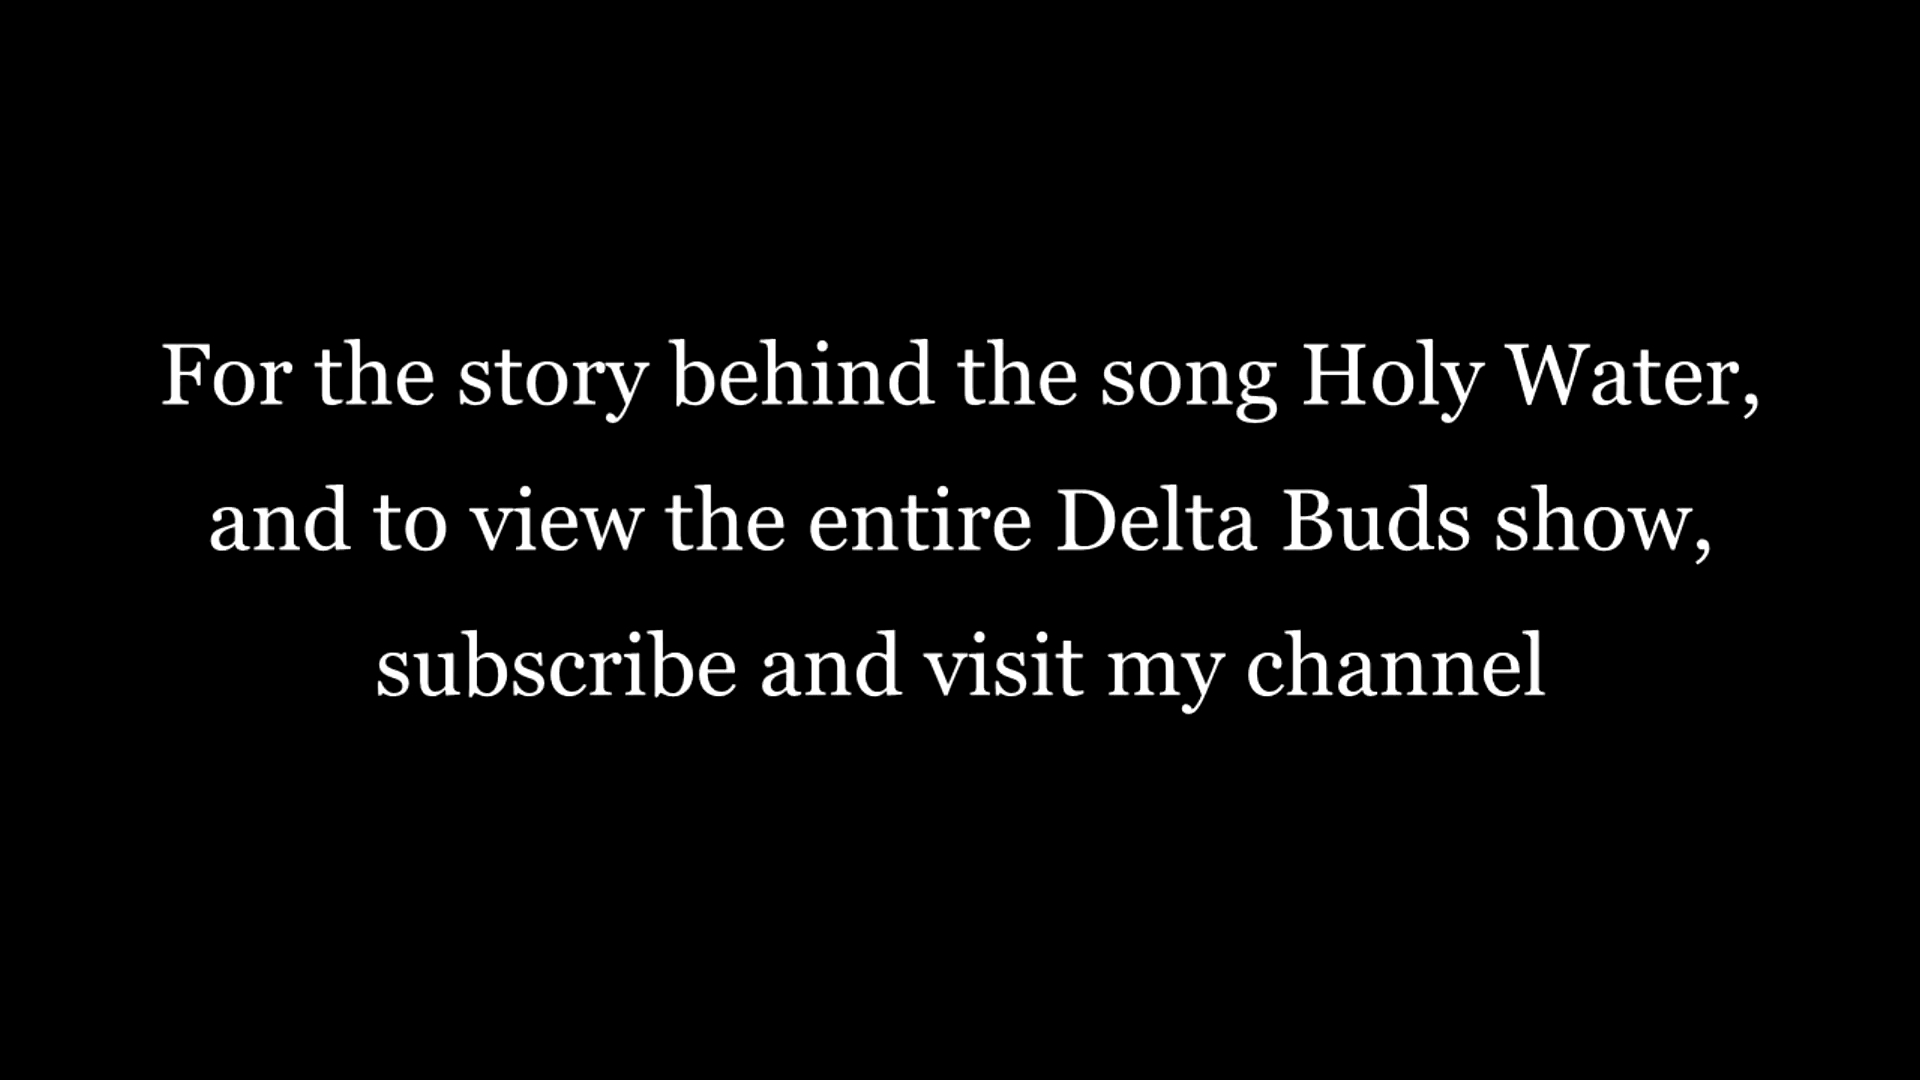 For the story behind the song Holy Water,
and to view the entire Delta Buds show,
subscribe and visit my channel